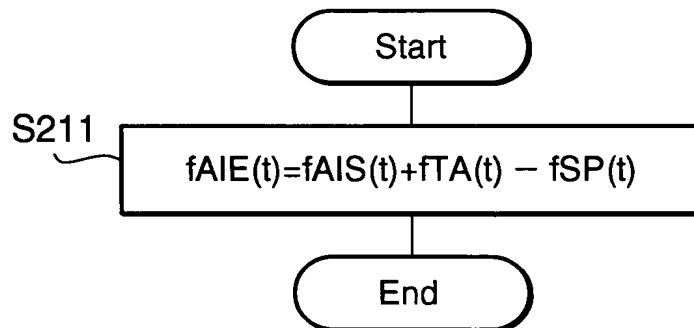 Start
S211
fAIE(t)=fAIS(t)+fTA(t) − fSP(t)
End